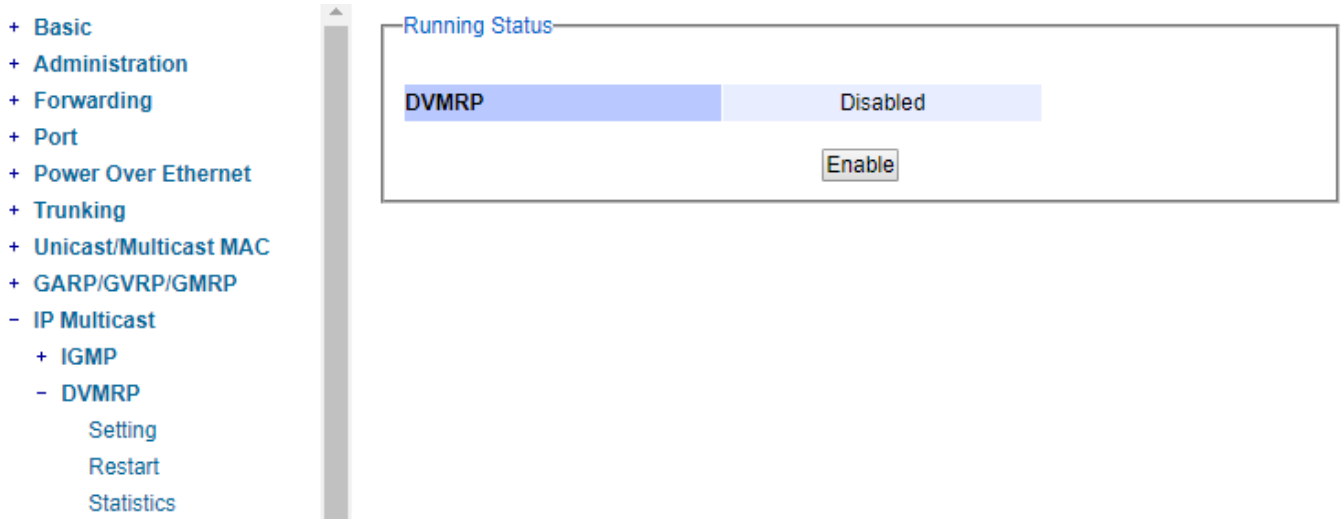 + Basic
+ Administration
+ Forwarding
+ Port
+ Power Over Ethernet
+ Trunking
+ Unicast/Multicast MAC
+ GARP/GVRP/GMRP
- IP Multicast
+ IGMP
- DVMRP
Setting
Restart
Statistics
Running Status
DVMRP Disabled
Enable